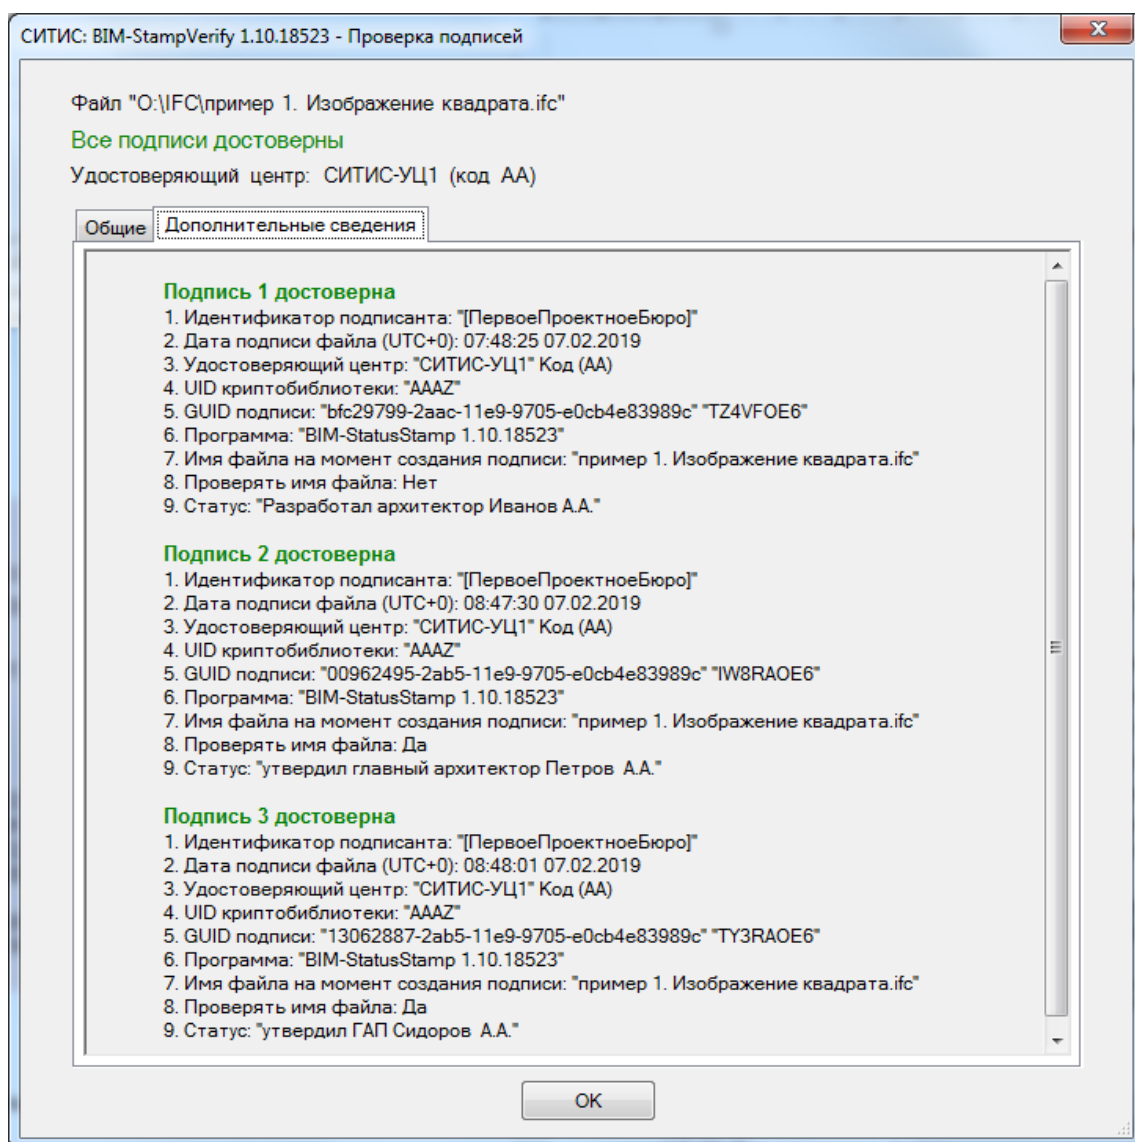 СИТИС: BIM-StampVerify 1.10.18523 - Проверка подписей
Файл "O:\IFC\пример 1. Изображение квадрата.ifc"
Все подписи достоверны
Удостоверяющий центр: СИТИС-УЦ1 (код AA)
Общие Дополнительные сведения
Подпись 1 достоверна
1. Идентификатор подписанта: "[ПервоеПроектноеБюро]"
2. Дата подписи файла (UTC+0): 07:48:25 07.02.2019
3. Удостоверяющий центр: "СИТИС-УЦ1" Код (AA)
4. UID криптобиблиотеки: "AAAZ"
5. GUID подписи: "bfc29799-2aac-11e9-9705-e0cb4e83989c" "TZ4VFOE6"
6. Программа: "BIM-StatusStamp 1.10.18523"
7. Имя файла на момент создания подписи: "пример 1. Изображение квадрата.ifc"
8. Проверять имя файла: Нет
9. Статус: "Разработал архитектор Иванов А.А."
Подпись 2 достоверна
1. Идентификатор подписанта: "[ПервоеПроектноеБюро]"
2. Дата подписи файла (UTC+0): 08:47:30 07.02.2019
3. Удостоверяющий центр: "СИТИС-УЦ1" Код (AA)
4. UID криптобиблиотеки: "AAAZ"
5. GUID подписи: "00962495-2ab5-11e9-9705-e0cb4e83989c" "IW8RAOE6"
6. Программа: "BIM-StatusStamp 1.10.18523"
7. Имя файла на момент создания подписи: "пример 1. Изображение квадрата.ifc"
8. Проверять имя файла: Да
9. Статус: "утвердил главный архитектор Петров А.А."
Подпись 3 достоверна
1. Идентификатор подписанта: "[ПервоеПроектноеБюро]"
2. Дата подписи файла (UTC+0): 08:48:01 07.02.2019
3. Удостоверяющий центр: "СИТИС-УЦ1" Код (AA)
4. UID криптобиблиотеки: "AAAZ"
5. GUID подписи: "13062887-2ab5-11e9-9705-e0cb4e83989c" "TY3RAOE6"
6. Программа: "BIM-StatusStamp 1.10.18523"
7. Имя файла на момент создания подписи: "пример 1. Изображение квадрата.ifc"
8. Проверять имя файла: Да
9. Статус: "утвердил ГАП Сидоров А.А."
OK